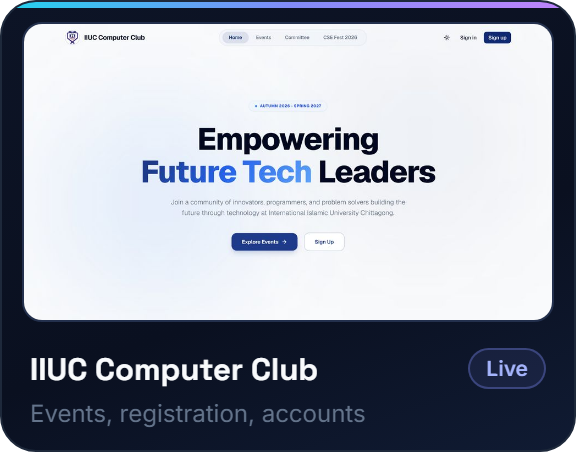 IIUC Computer Club
Home Events Committee CSE Fest 2026
Sign in Sign up
AUTUMN 2026 - SPRING 2027
Empowering
Future Tech Leaders
Join a community of innovators, programmers, and problem solvers building the
future through technology at International Islamic University Chittagong.
Explore Events →
Sign Up
IIUC Computer Club
Live
Events, registration, accounts